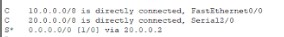 C 10.0.0.0/8 is directly connected, FastEthernet0/0
C 20.0.0.0/8 is directly connected, Serial2/0
S* 0.0.0.0/0 [1/0] via 20.0.0.2